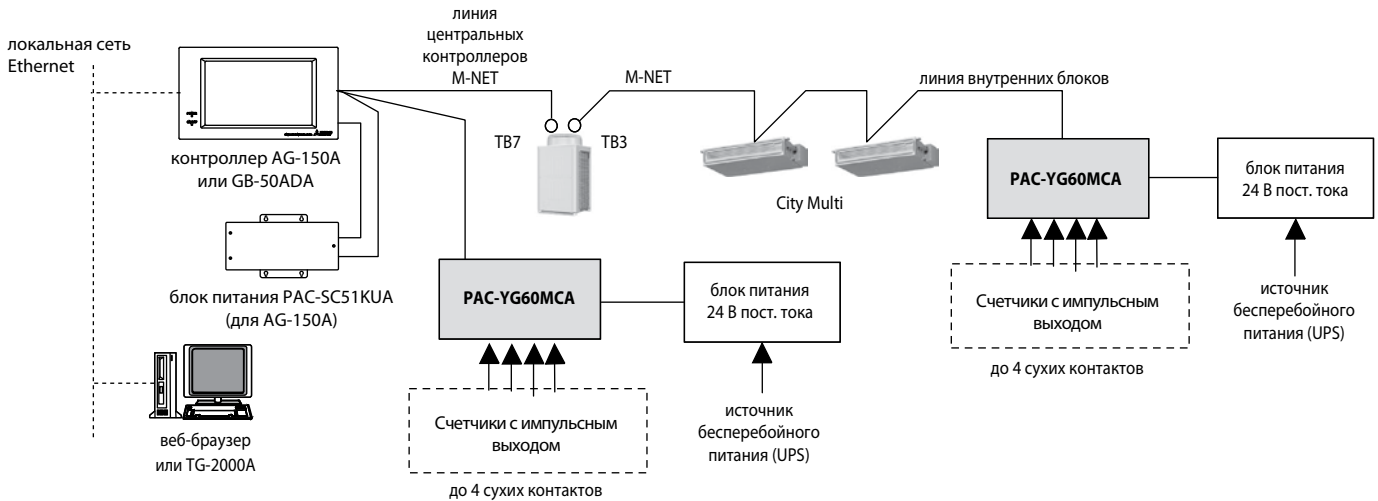 локальная сеть
Ethernet
линия
центральных
контроллеров
M-NET
M-NET
линия внутренних блоков
TB7
TB3
контроллер AG-150A
или GB-50ADA
City Multi
PAC-YG60MCA
блок питания
24 В пост. тока
блок питания PAC-SC51KUA
(для AG-150A)
PAC-YG60MCA
блок питания
24 В пост. тока
Счетчики с импульсным
выходом
источник
бесперебойного
питания (UPS)
до 4 сухих контактов
веб-браузер
или TG-2000A
Счетчики с импульсным
выходом
источник
бесперебойного
питания (UPS)
до 4 сухих контактов